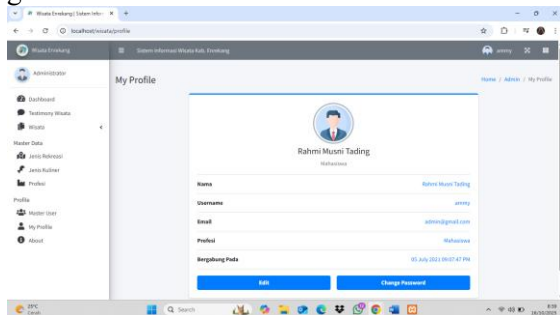 Wisata Enrekang | Sistem Infor
localhost/wisata/profile
Wisata Enrekang
Sistem Informasi Wisata Kab. Enrekang
ammy
Administrator
My Profile
Home / Admin / My Profile
Dashboard
Testimony Wisata
Wisata
Master Data
Jenis Rekreasi
Jenis Kuliner
Profesi
Profile
Master User
My Profile
About
Rahmi Musni Tading
Mahasiswa
Nama
Rahmi Musni Tading
Username
ammy
Email
admin@gmail.com
Profesi
Mahasiswa
Bergabung Pada
05 July 2021 09:07:47 PM
Edit
Change Password
25°C
Cerah
Search